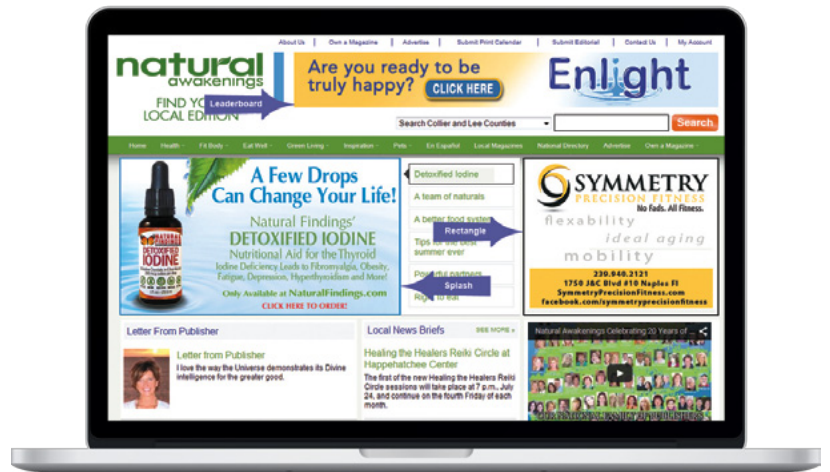 About Us | Own a Magazine | Advertise | Submit Print Calendar | Submit Editorial | Contact Us | My Account
natural
awakenings
FIND YO
LOCAL EDITION
Leaderboard
Are you ready to be
truly happy?
CLICK HERE
Enlight
Search Collier and Lee Counties
Search
Home Health Fit Body Eat Well Green Living Inspiration Pets En Español Local Magazines National Directory Advertise Own a Magazine
A Few Drops
Can Change Your Life!
Natural Findings'
DETOXIFIED IODINE
Nutritional Aid for the Thyroid
Iodine Deficiency Leads to Fibromyalgia, Obesity,
Fatigue, Depression, Hypothyroidism and More!
Only Available at NaturalFindings.com
CLICK HERE TO ORDER!
NATURAL
FINDINGS
DETOXIFIED
IODINE
Detoxified Iodine
A team of naturals
A better food system
Rectangle
Tips for the best
summer ever
Powerful partners
Splash
Right to eat
SYMMETRY
PRECISION FITNESS
No Fads. All Fitness.
flexability
ideal aging
mobility
239.940.2121
1750 J&C Blvd #10 Naples Fl
SymmetryPrecisionFitness.com
facebook.com/symmetryprecisionfitness
Letter From Publisher
Letter from Publisher
I love the way the Universe demonstrates its Divine
intelligence for the greater good.
Local News Briefs
SEE MORE »
Healing the Healers Reiki Circle at
Happehatchee Center
The first of the new Healing the Healers Reiki
Circle sessions will take place at 7 p.m., July
24, and continue on the fourth Friday of each
month.
Natural Awakenings Celebrating 20 Years of ...